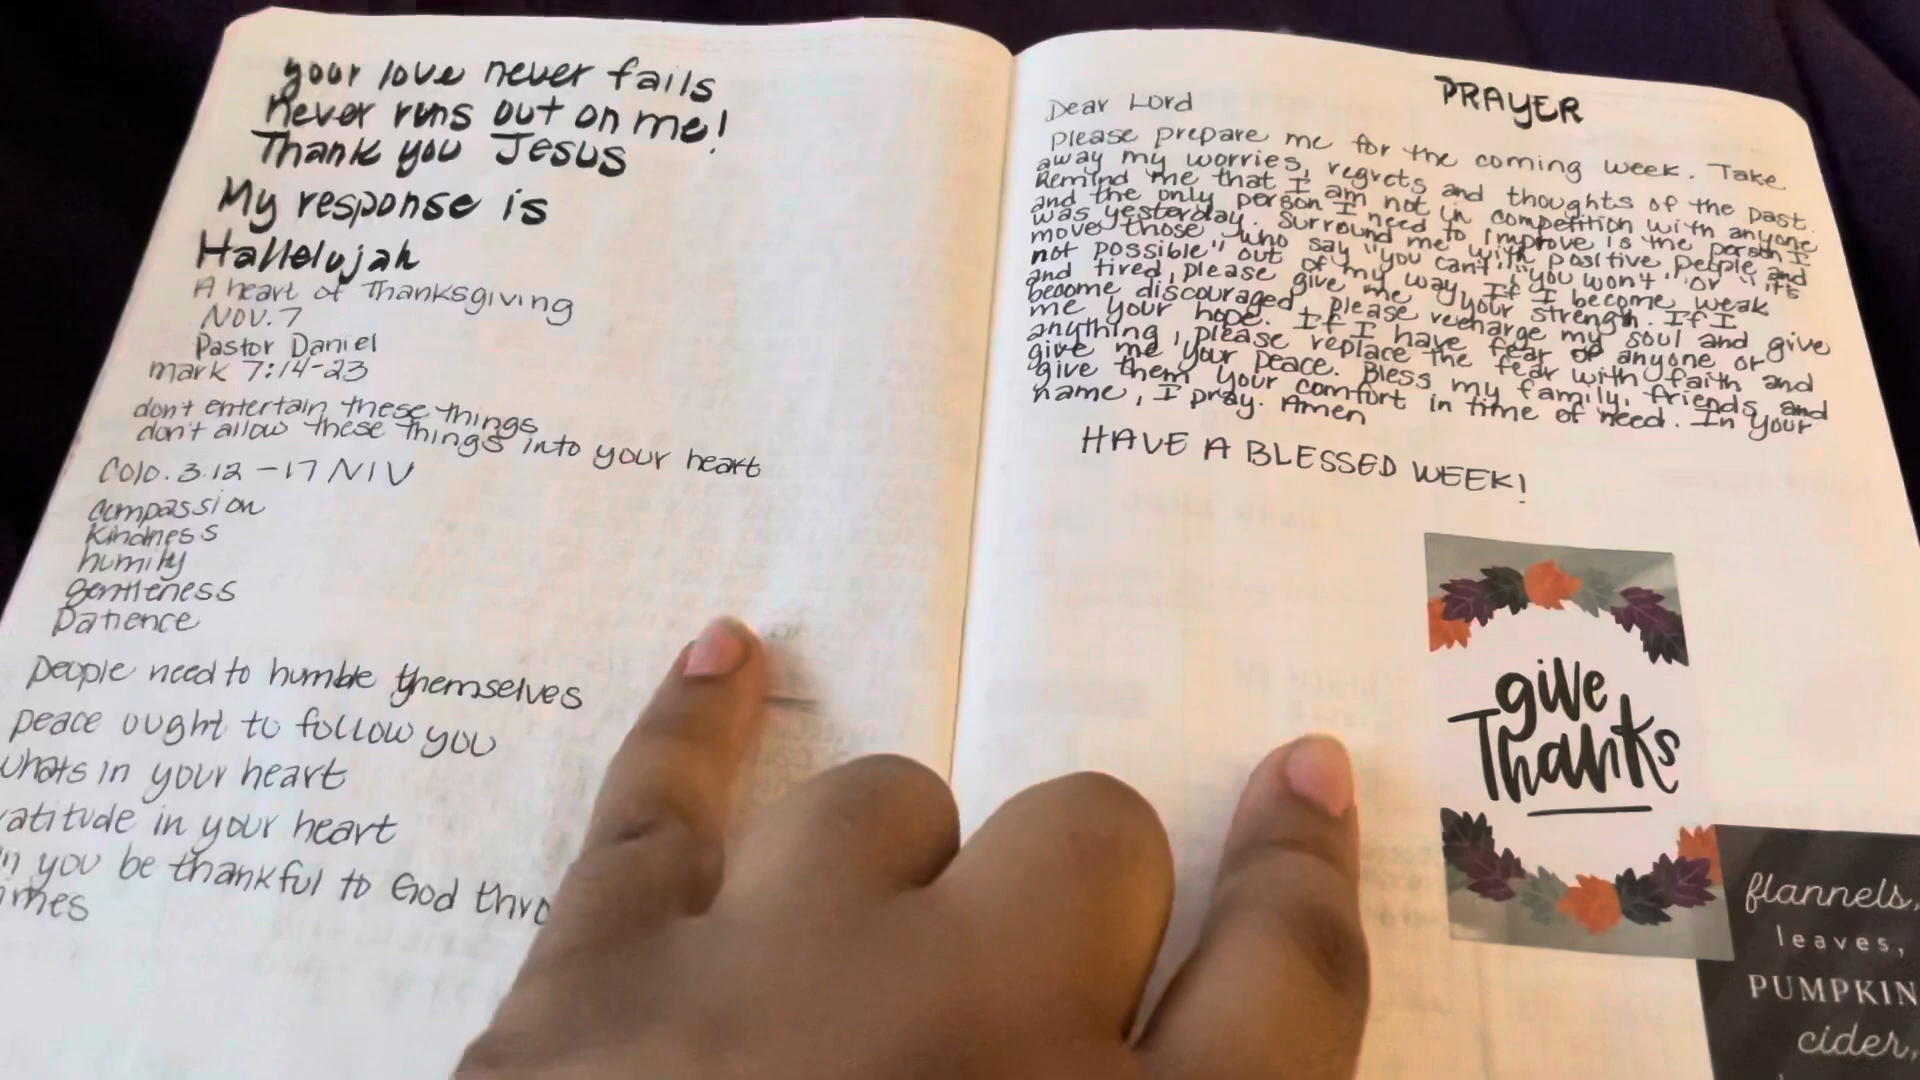 your love never fails
never runs out on me!
Thank you Jesus
My response is
Hallelujah
A heart of Thanksgiving
Nov. 7
Pastor Daniel
mark 7:14-23
don't entertain these things
don't allow these things into your heart
Colo. 3.12 - 17 NIV
compassion
Kindness
humility
gentleness
Patience
people need to humble themselves
peace ought to follow you
whats in your heart
ratitude in your heart
n you be thankful to God thro
imes
PRAYER
Dear Lord
please prepare me for the coming week. Take
away my worries, regrets and thoughts of the past.
Remind me that I am not in competition with anyone
and the only person I need to improve is the person I
was yesterday. Surround me with positive people and
move those who say "you can't", "you won't" or "it's
not possible" out of my way. If I become weak
and tired, please give me your strength. If I
become discouraged, please recharge my soul and give
me your hope. If I have fear of anyone or
anything, please replace the fear with faith and
give me your peace. Bless my family, friends, and
give them your comfort in time of need. In your
name, I pray. Amen
HAVE A BLESSED WEEK!
give
Thanks
flannels,
leaves,
PUMPKIN
cider,